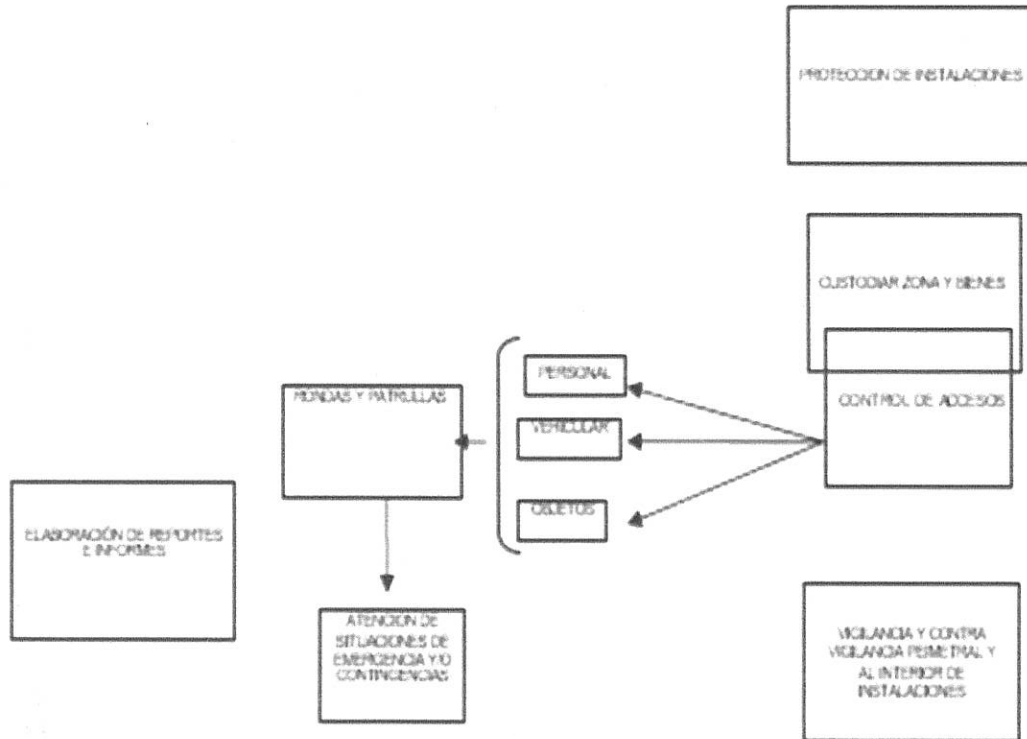 PROTECCION DE INSTALACIONES
CUSTODIAR ZONA Y BIENES
CONTROL DE ACCESOS
PERSONAL
VEHICULAR
OBJETOS
RONDAS Y PATRULLAS
ELABORACIÓN DE REPORTES
E INFORMES
ATENCION DE
SITUACIONES DE
EMERGENCIA Y/O
CONTINGENCIAS
VIGILANCIA Y CONTRA
VIGILANCIA PERIMETRAL Y
AL INTERIOR DE
INSTALACIONES